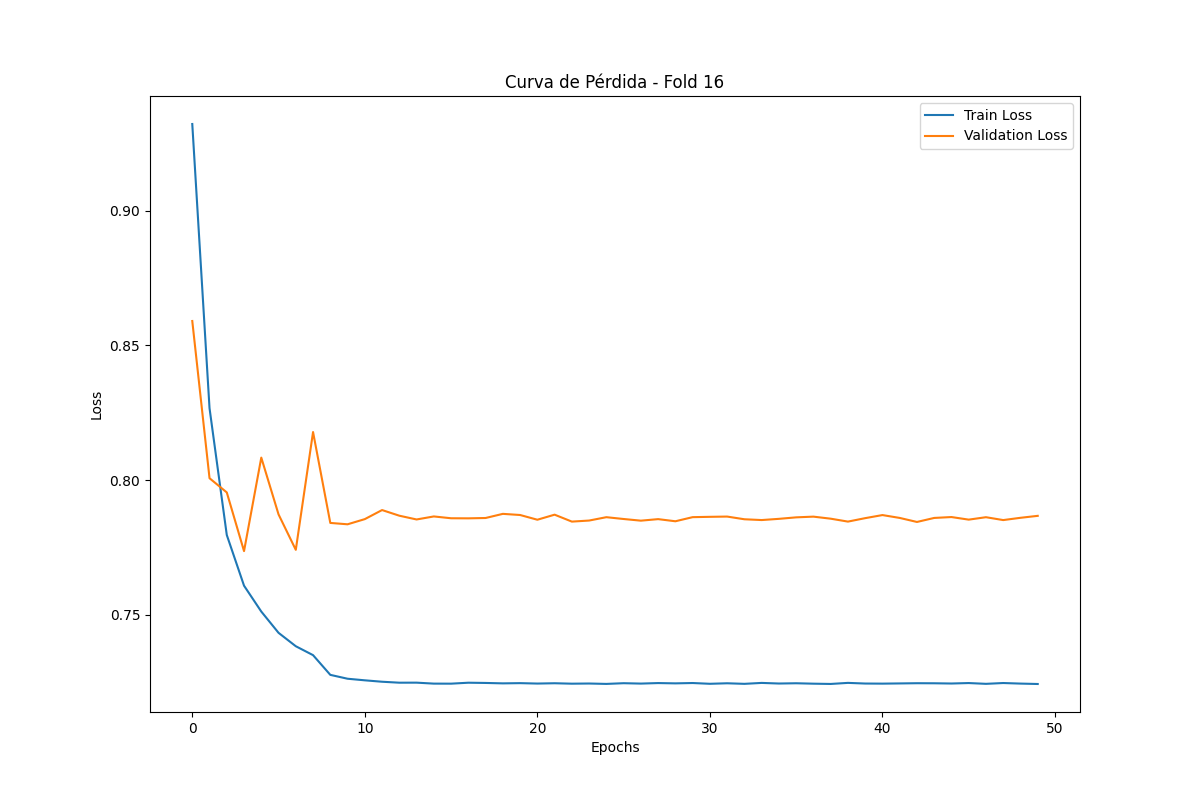 Curva de Pérdida - Fold 16
Train Loss
Validation Loss
Loss
0.90
0.85
0.80
0.75
0 10 20 30 40 50
Epochs